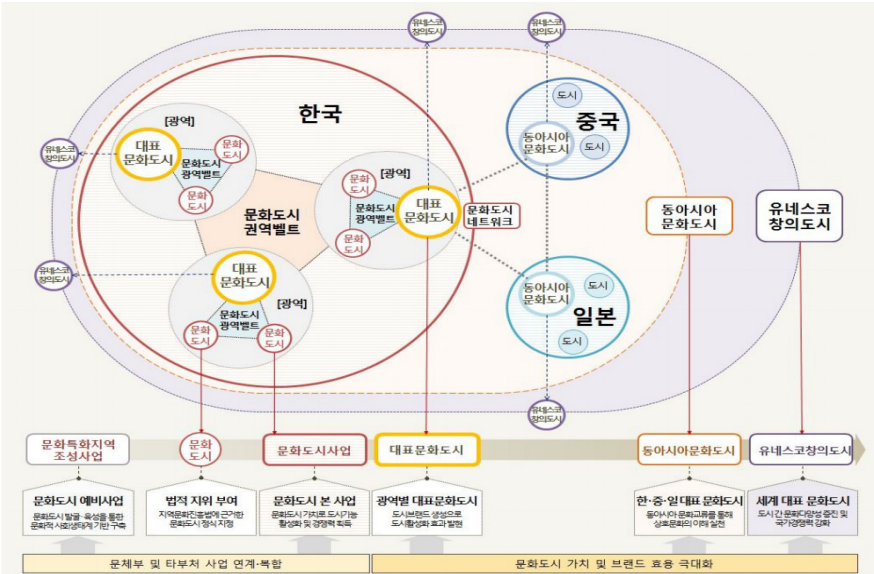 유네스코
창의도시
유네스코
창의도시
한국
[광역]
대표
문화도시
문화
도시
문화도시
광역벨트
문화
도시
유네스코
창의도시
중국
도시
동아시아
문화도시
도시
[광역]
문화
도시
문화도시
광역벨트
대표
문화도시
문화
도시
문화도시
네트워크
문화도시
권역벨트
동아시아
문화도시
유네스코
창의도시
유네스코
창의도시
대표
문화도시
[광역]
문화도시
광역벨트
문화
도시
문화
도시
동아시아
문화도시
도시
일본
도시
유네스코
창의도시
문화특화지역
조성사업
문화
도시
문화도시사업
대표문화도시
동아시아문화도시
유네스코창의도시
문화도시 예비사업
문화도시 발굴·육성을 통한
문화적 사회생태계 기반 구축
법적 지위 부여
지역문화진흥법에 근거한
문화도시 정식 지정
문화도시 본 사업
문화적 가치로 도시기능
활성화 및 경쟁력 획득
광역별 대표문화도시
도시브랜드 생성으로
도시활성화 효과 발현
한·중·일 대표 문화도시
동아시아 문화교류를 통해
상호문화의 이해 실천
세계 대표 문화도시
도시 간 문화다양성 증진 및
국가경쟁력 강화
문체부 및 타부처 사업 연계·복합
문화도시 가치 및 브랜드 효용 극대화